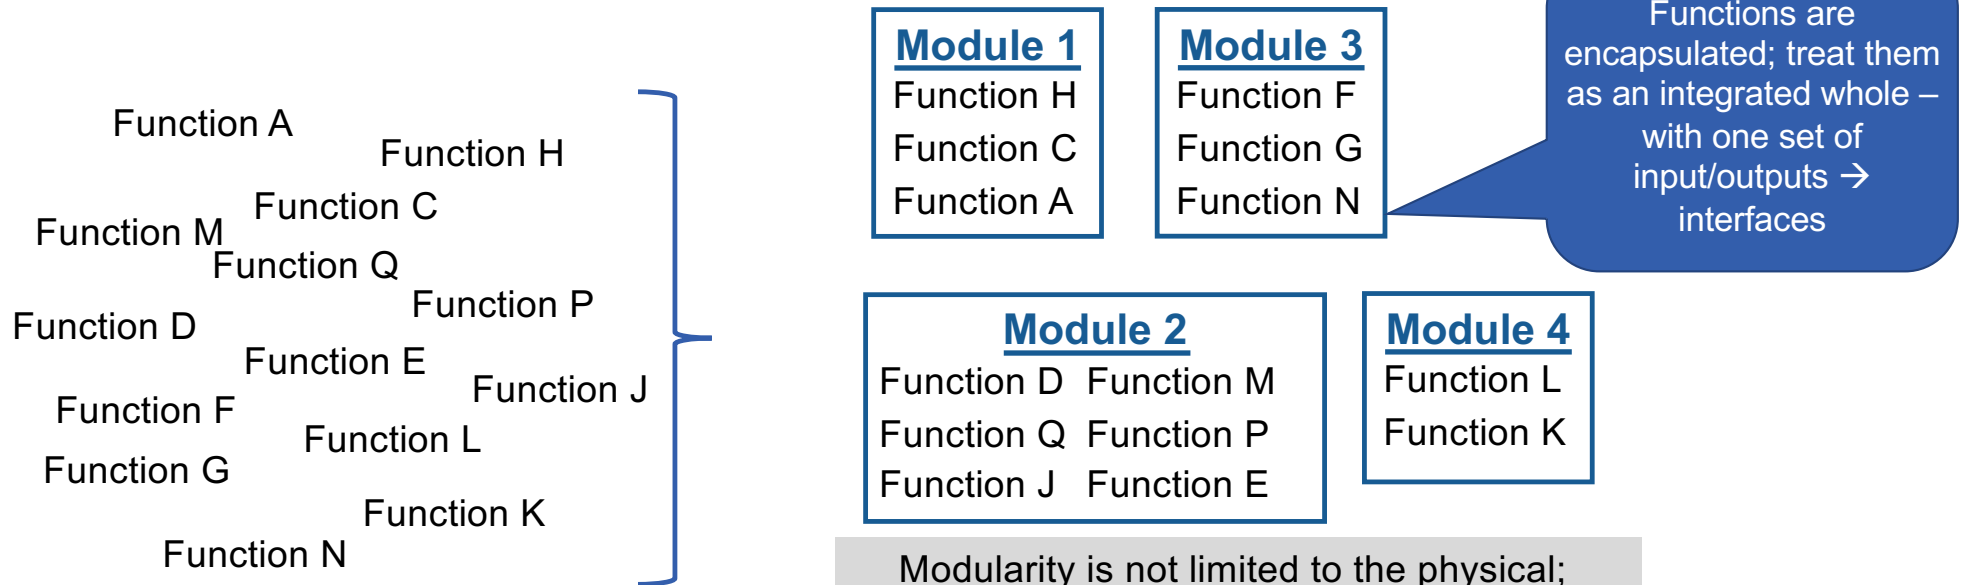 Function A
Function H
Function C
Function M
Function Q
Function P
Function D
Function E
Function J
Function F
Function L
Function G
Function K
Function N
Module 1
Function H
Function C
Function A
Module 3
Function F
Function G
Function N
Functions are
encapsulated; treat them
as an integrated whole –
with one set of
input/outputs →
interfaces
Module 2
Function D Function M
Function Q Function P
Function J Function E
Module 4
Function L
Function K
Modularity is not limited to the physical;